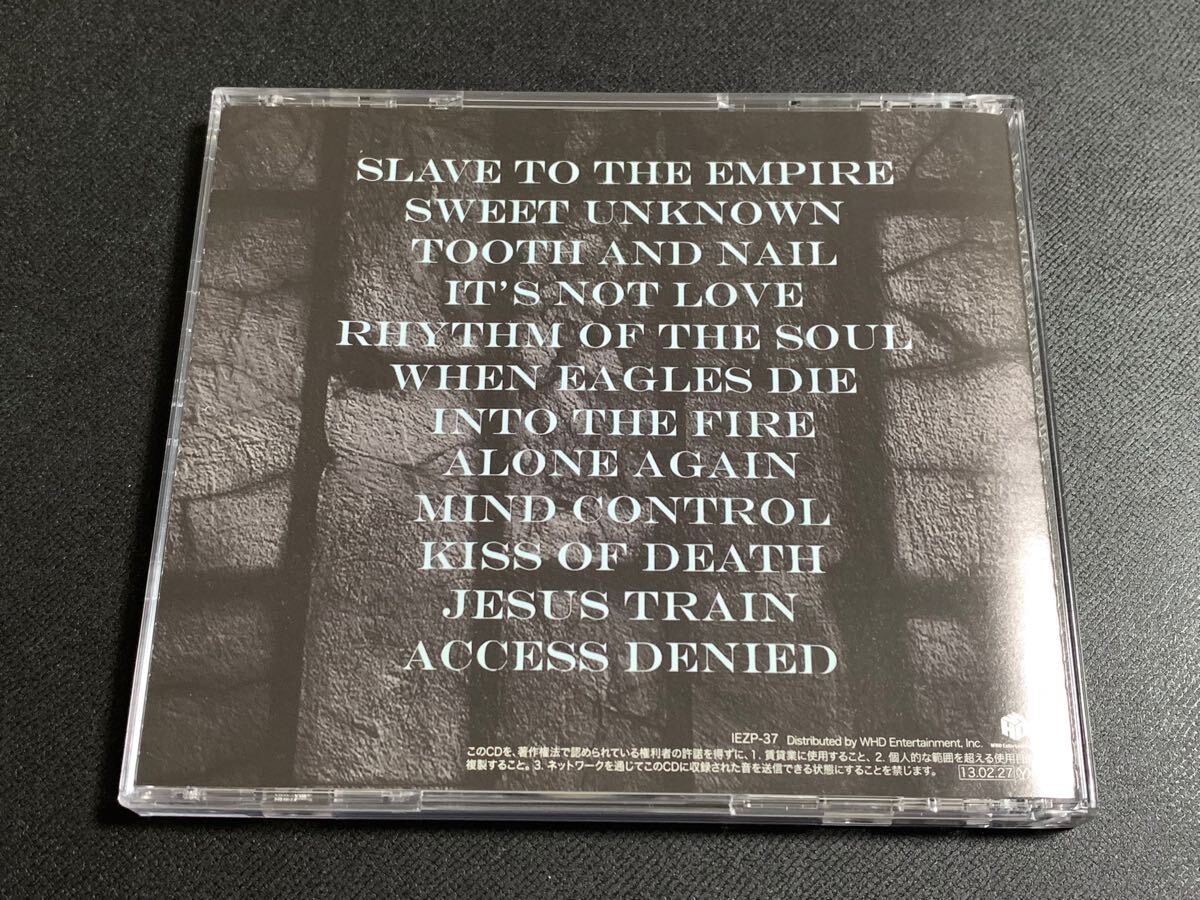 SLAVE TO THE EMPIRE
SWEET UNKNOWN
TOOTH AND NAIL
IT'S NOT LOVE
RHYTHM OF THE SOUL
WHEN EAGLES DIE
INTO THE FIRE
ALONE AGAIN
MIND CONTROL
KISS OF DEATH
JESUS TRAIN
ACCESS DENIED
IEZP-37 Distributed by WHD Entertainment, Inc.
このCDを、著作権法で認められている権利者の許諾を得ずに、1. 賃貸業に使用すること、2. 個人的な範囲を超える使用目的で
複製すること。3. ネットワークを通じてこのCDに収録された音を送信できる状態にすることを禁じます。 13.02.27